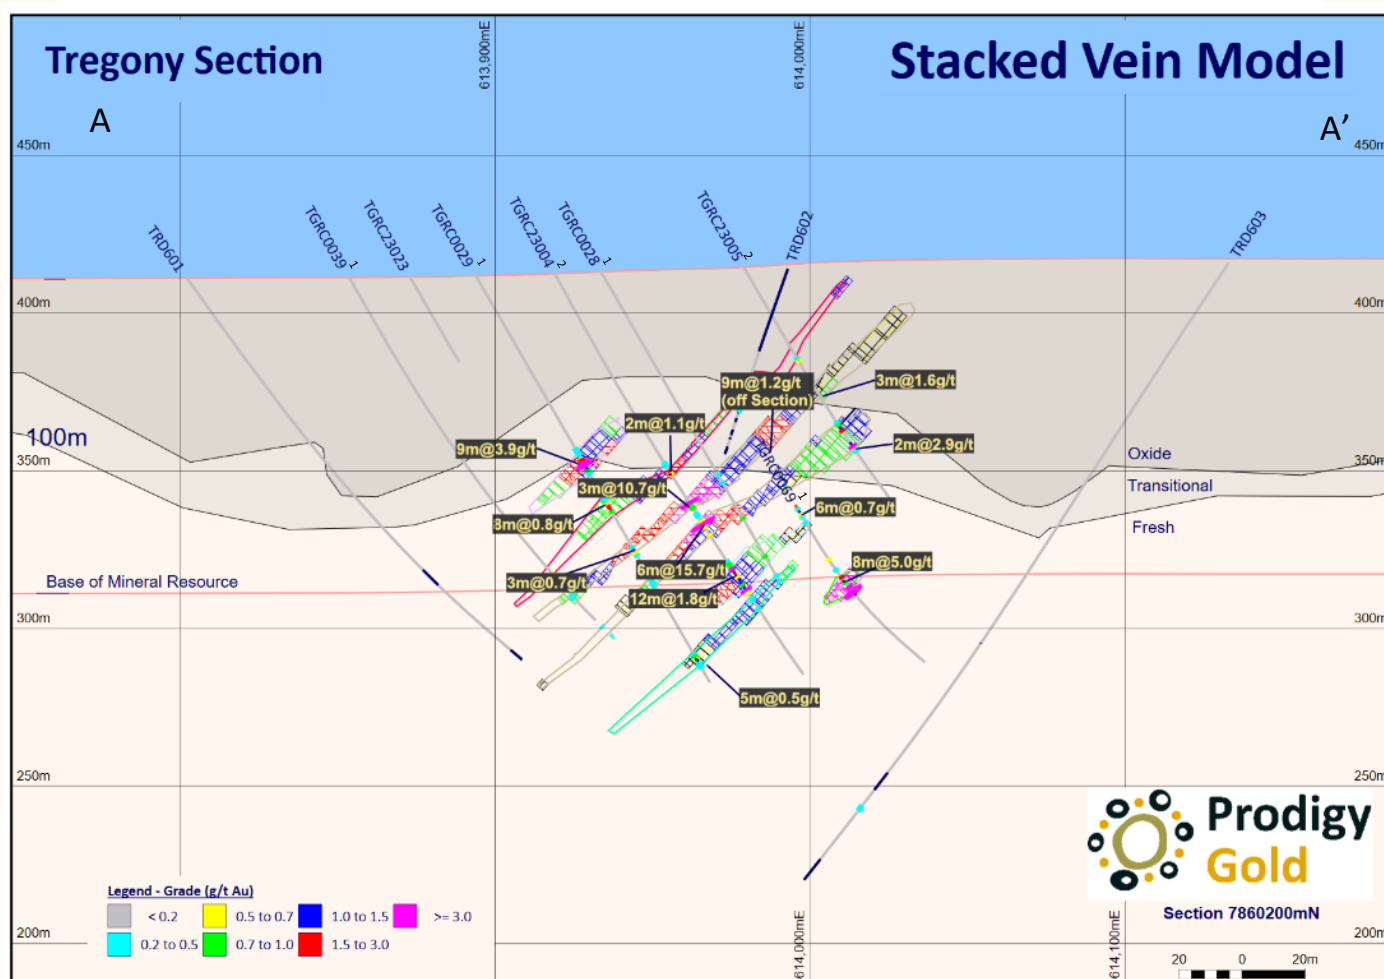 Tregony Section
Stacked Vein Model
613,900mE
614,000mE
A
A’
450m
450m
TRD601
TGRC0039 1
TGRC23023
TGRC0029 1
TGRC23004 2
TGRC0028 1
TGRC23005 2
TRD602
TRD603
400m
400m
9m@1.2g/t
(off Section)
3m@1.6g/t
2m@1.1g/t
100m
9m@3.9g/t
2m@2.9g/t
Oxide
350m
350m
TGRC0069 1
3m@10.7g/t
Transitional
6m@0.7g/t
8m@0.8g/t
Fresh
8m@5.0g/t
6m@15.7g/t
Base of Mineral Resource
3m@0.7g/t
12m@1.8g/t
300m
300m
5m@0.5g/t
250m
250m
Prodigy
Gold
Legend - Grade (g/t Au)
< 0.2
0.5 to 0.7
1.0 to 1.5
>= 3.0
0.2 to 0.5
0.7 to 1.0
1.5 to 3.0
614,000mE
614,100mE
Section 7860200mN
200m
200m
20
0
20m